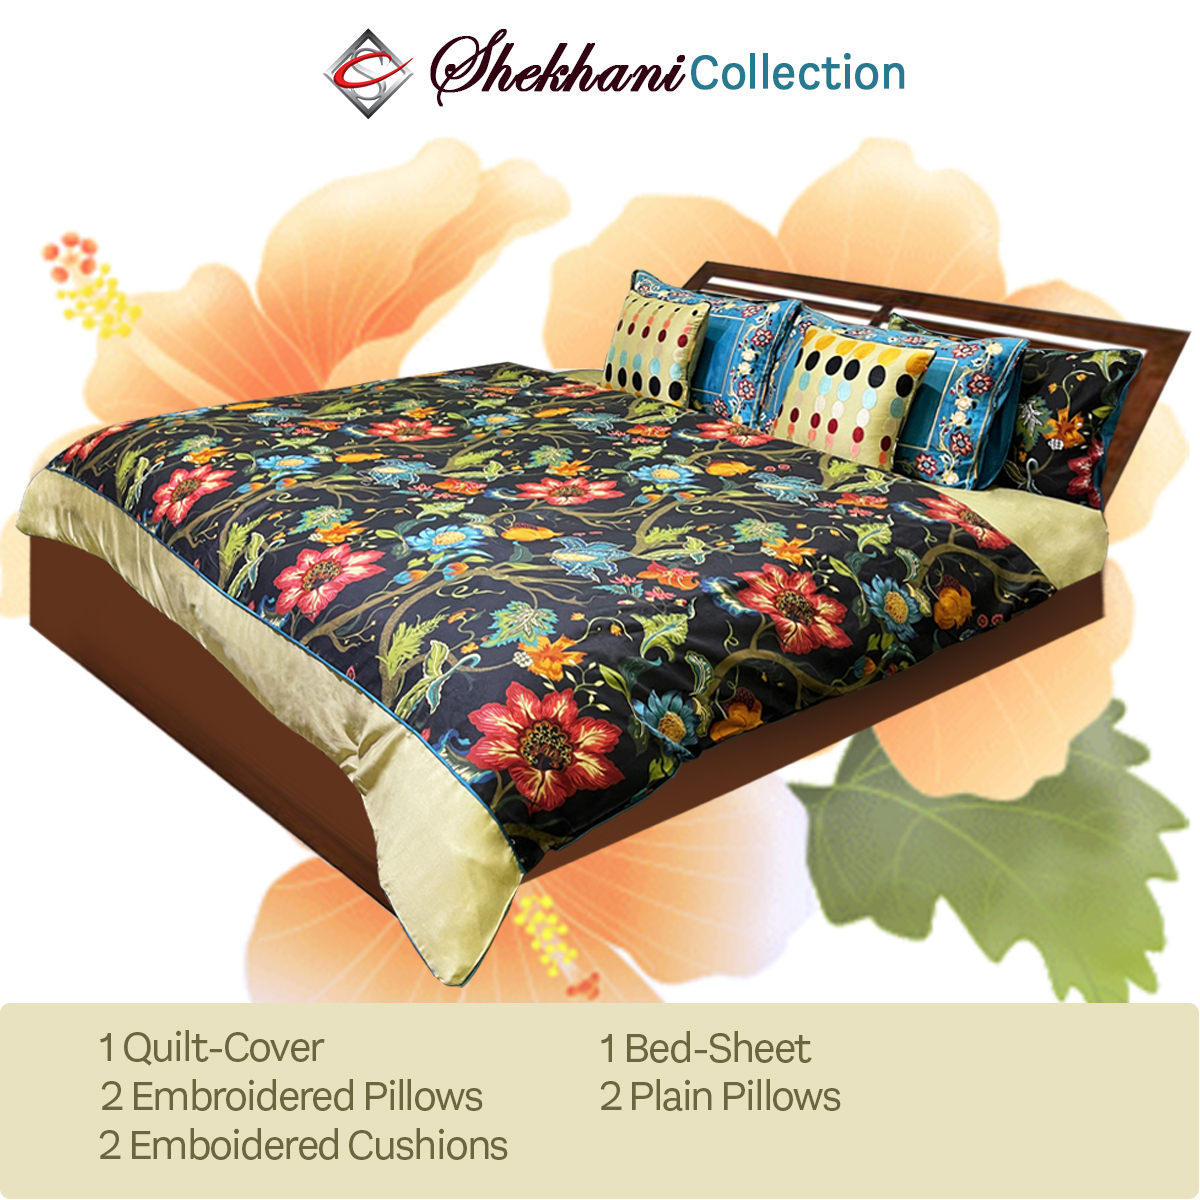 Shekhani Collection
1 Quilt-Cover
2 Embroidered Pillows
2 Emboidered Cushions
1 Bed-Sheet
2 Plain Pillows